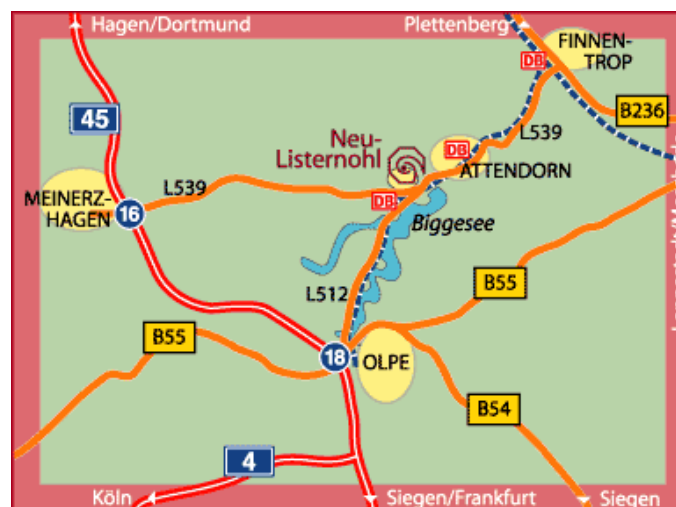 Hagen/Dortmund
Plettenberg
FINNEN-
TROP
DB
B236
45
Neu-
Listernohl
L539
DB
ATTENDORN
MEINERZ-
HAGEN
16
L539
DB
Biggesee
L512
B55
B55
18
OLPE
B54
4
Köln
Siegen/Frankfurt
Siegen